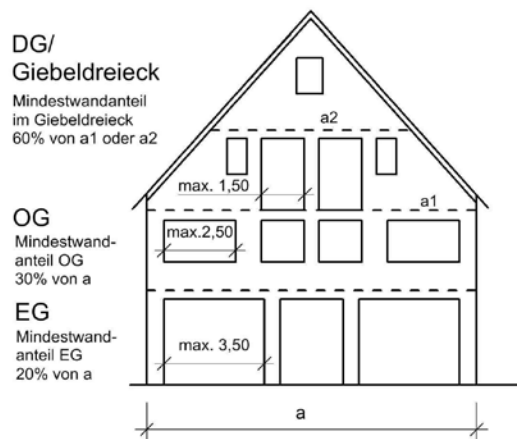 DG/
Giebeldreieck
Mindestwandanteil
im Giebeldreieck
60% von a1 oder a2
a2
max. 1,50
a1
OG
Mindestwand-
anteil OG
30% von a
max.2,50
EG
Mindestwand-
anteil EG
20% von a
max. 3,50
a